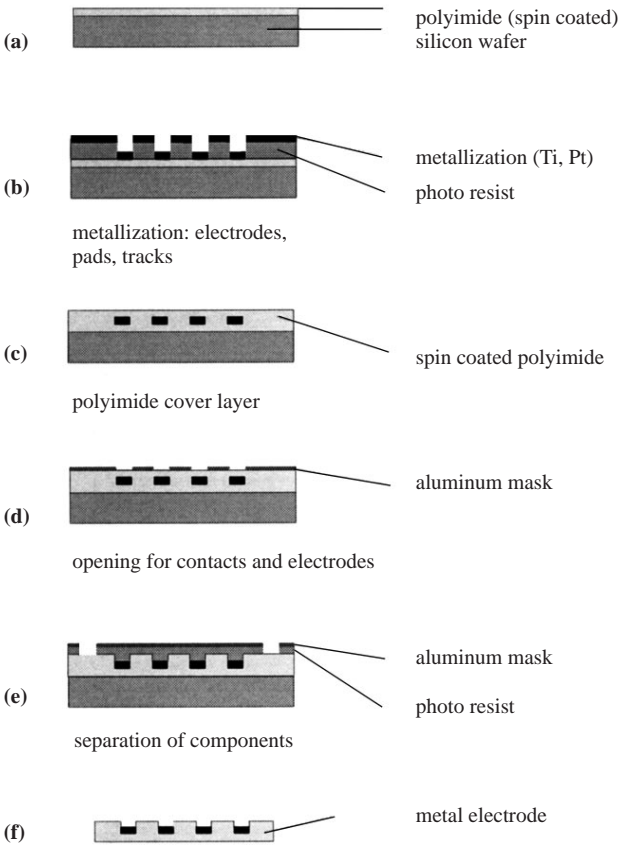 polyimide (spin coated)
silicon wafer
(a)
metallization (Ti, Pt)
(b)
photo resist
metallization: electrodes,
pads, tracks
(c)
spin coated polyimide
polyimide cover layer
aluminum mask
(d)
opening for contacts and electrodes
aluminum mask
(e)
photo resist
separation of components
metal electrode
(f)